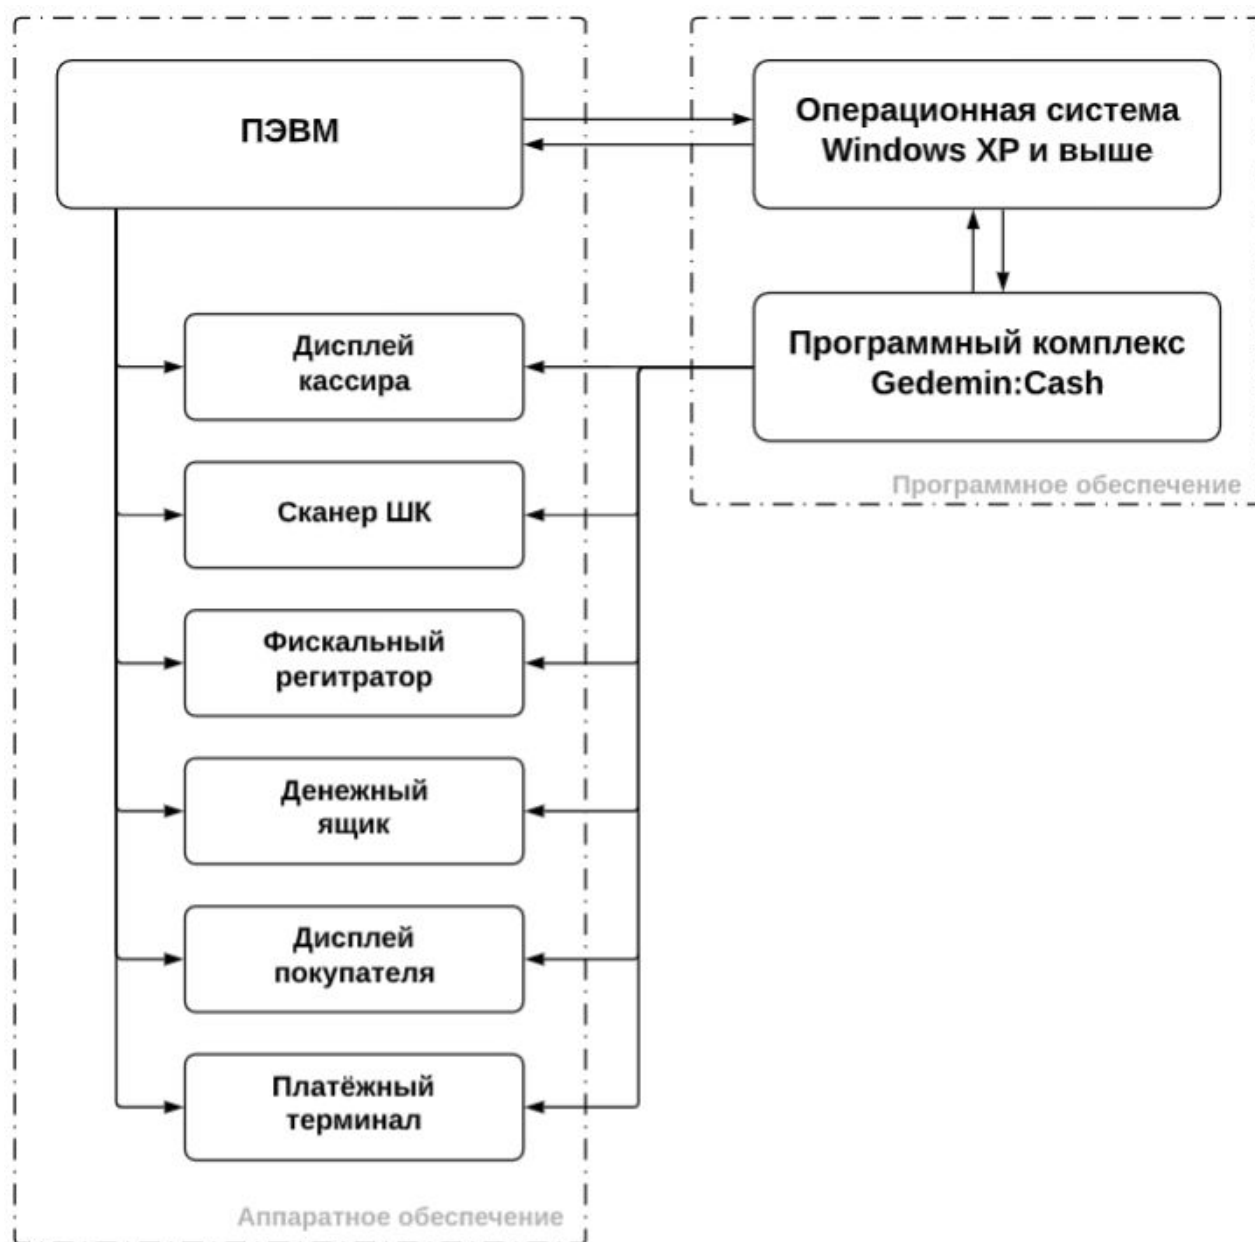 ПЭВМ
Операционная система
Windows XP и выше
Дисплей
кассира
Программный комплекс
Gedemin:Cash
Программное обеспечение
Сканер ШК
Фискальный
регитратор
Денежный
ящик
Дисплей
покупателя
Платёжный
терминал
Аппаратное обеспечение